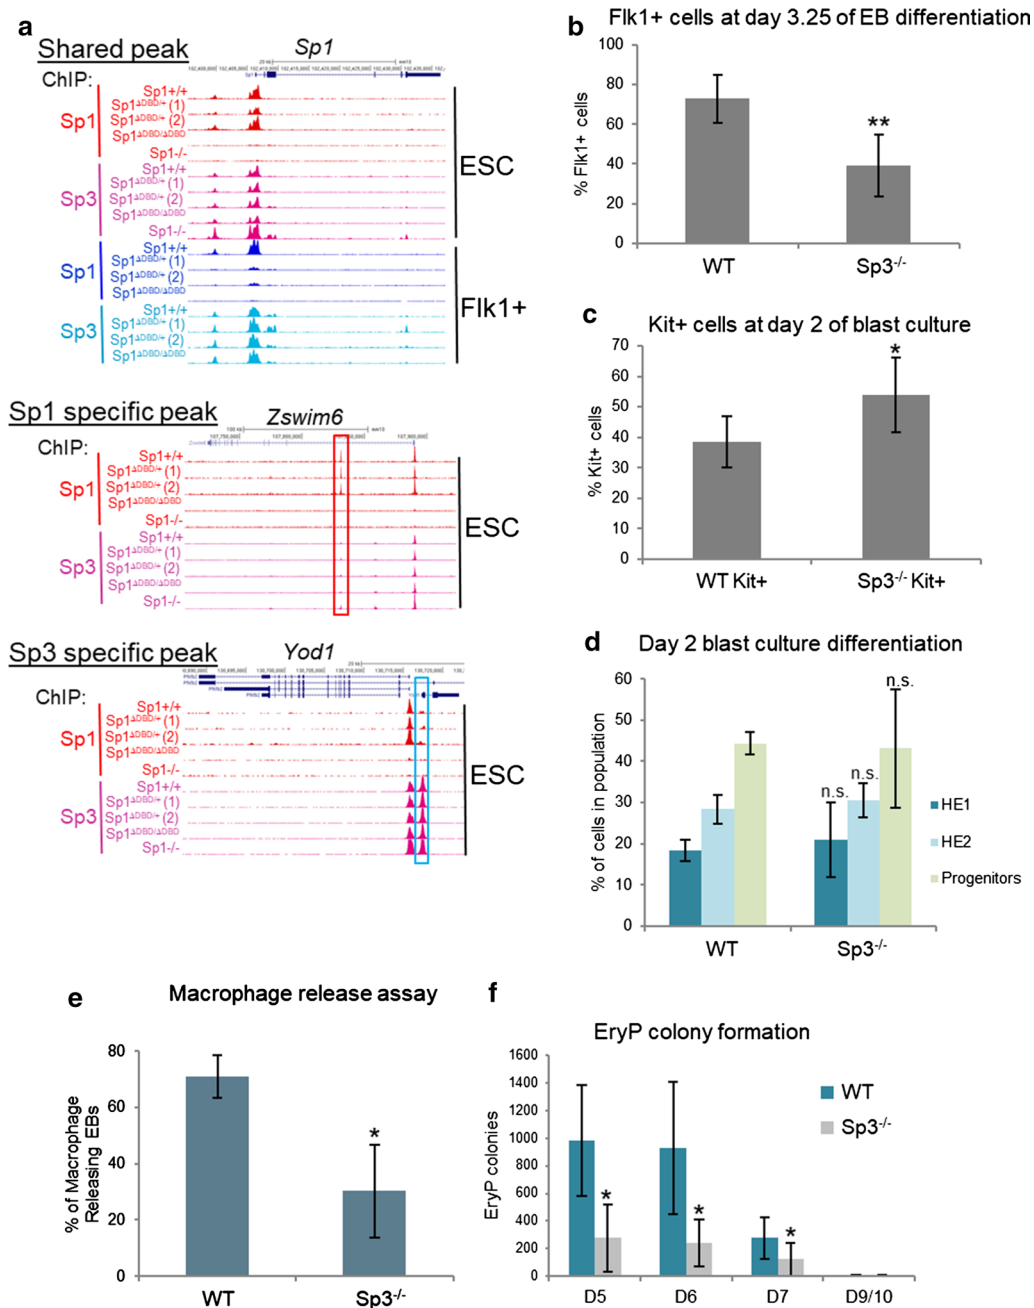 a
Shared peak
Sp1
ChIP:
20 kb
mm10
Sp1
Sp1+/+
Sp1ΔDBD/+ (1)
Sp1ΔDBD/+ (2)
Sp1ΔDBD/ΔDBD
Sp1-/-
Sp3
Sp1+/+
Sp1ΔDBD/+ (1)
Sp1ΔDBD/+ (2)
Sp1ΔDBD/ΔDBD
Sp1-/-
ESC
Sp1
Sp1+/+
Sp1ΔDBD/+ (1)
Sp1ΔDBD/+ (2)
Sp1ΔDBD/ΔDBD
Sp3
Sp1+/+
Sp1ΔDBD/+ (1)
Sp1ΔDBD/+ (2)
Sp1ΔDBD/ΔDBD
Flk1+
Sp1 specific peak
Zswim6
ChIP:
100 kb
mm10
Sp1
Sp1+/+
Sp1ΔDBD/+ (1)
Sp1ΔDBD/+ (2)
Sp1ΔDBD/ΔDBD
Sp1-/-
Sp3
Sp1+/+
Sp1ΔDBD/+ (1)
Sp1ΔDBD/+ (2)
Sp1ΔDBD/ΔDBD
Sp1-/-
ESC
Sp3 specific peak
Yod1
ChIP:
20 kb
Sp1
Sp1+/+
Sp1ΔDBD/+ (1)
Sp1ΔDBD/+ (2)
Sp1ΔDBD/ΔDBD
Sp1-/-
Sp3
Sp1+/+
Sp1ΔDBD/+ (1)
Sp1ΔDBD/+ (2)
Sp1ΔDBD/ΔDBD
Sp1-/-
ESC
b
Flk1+ cells at day 3.25 of EB differentiation
% Flk1+ cells
100
80
60
40
20
0
**
WT
Sp3-/-
c
Kit+ cells at day 2 of blast culture
% Kit+ cells
70
60
50
40
30
20
10
0
*
WT Kit+
Sp3-/- Kit+
d
Day 2 blast culture differentiation
% of cells in population
60
50
40
30
20
10
0
n.s.
n.s.
n.s.
WT
Sp3-/-
HE1
HE2
Progenitors
e
Macrophage release assay
% of Macrophage
Releasing EBs
80
60
40
20
0
*
WT
Sp3-/-
f
EryP colony formation
EryP colonies
1600
1400
1200
1000
800
600
400
200
0
*
*
*
D5
D6
D7
D9/10
WT
Sp3-/-